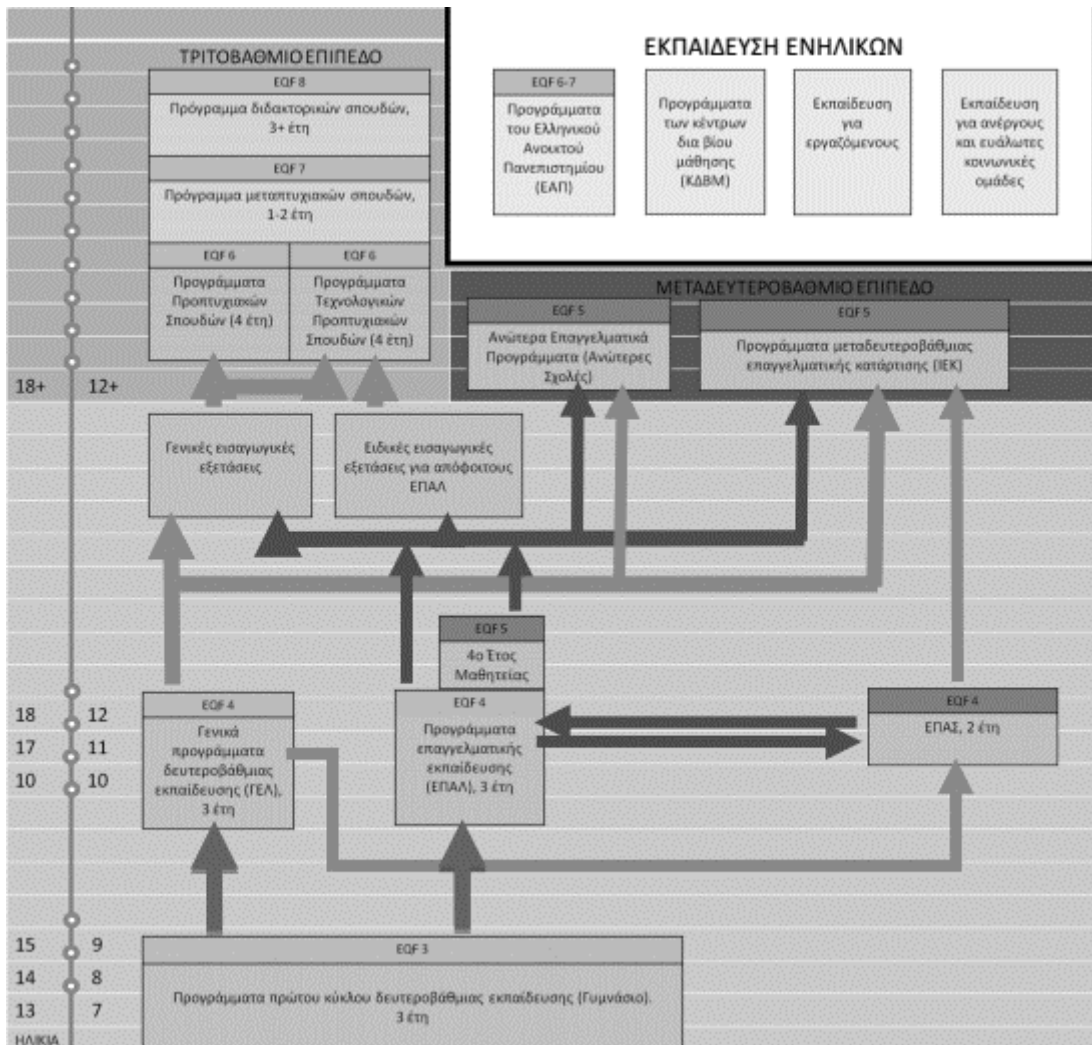 ΕΚΠΑΙΔΕΥΣΗ ΕΝΗΛΙΚΩΝ
EQF 6-7
Προγράμματα
του Ελληνικού
Ανοικτού
Πανεπιστημίου
(ΕΑΠ)
Προγράμματα
των κέντρων
δια βίου
μάθησης
(ΚΔΒΜ)
Εκπαίδευση
για
εργαζόμενους
Εκπαίδευση
για ανέργους
και ευάλωτες
κοινωνικές
ομάδες
ΤΡΙΤΟΒΑΘΜΙΟ ΕΠΙΠΕΔΟ
EQF 8
Πρόγραμμα διδακτορικών σπουδών,
3+ έτη
EQF 7
Πρόγραμμα μεταπτυχιακών σπουδών,
1-2 έτη
EQF 6
Προγράμματα
Προπτυχιακών
Σπουδών (4 έτη)
EQF 6
Προγράμματα
Τεχνολογικών
Προπτυχιακών
Σπουδών (4 έτη)
ΜΕΤΑΔΕΥΤΕΡΟΒΑΘΜΙΟ ΕΠΙΠΕΔΟ
EQF 5
Ανώτερα Επαγγελματικά
Προγράμματα (Ανώτερες
Σχολές)
EQF 5
Προγράμματα μεταδευτεροβάθμιας
επαγγελματικής κατάρτισης (ΙΕΚ)
18+ 12+
Γενικές εισαγωγικές
εξετάσεις
Ειδικές εισαγωγικές
εξετάσεις για απόφοιτους
ΕΠΑΛ
EQF 5
4ο Έτος
Μαθητείας
EQF 4
Γενικά
προγράμματα
δευτεροβάθμιας
εκπαίδευσης (ΓΕΛ),
3 έτη
EQF 4
Προγράμματα
επαγγελματικής
εκπαίδευσης
(ΕΠΑΛ), 3 έτη
EQF 4
ΕΠΑΣ, 2 έτη
18 12
17 11
10 10
EQF 3
Προγράμματα πρώτου κύκλου δευτεροβάθμιας εκπαίδευσης (Γυμνάσιο).
3 έτη
15 9
14 8
13 7
ΗΛΙΚΙΑ